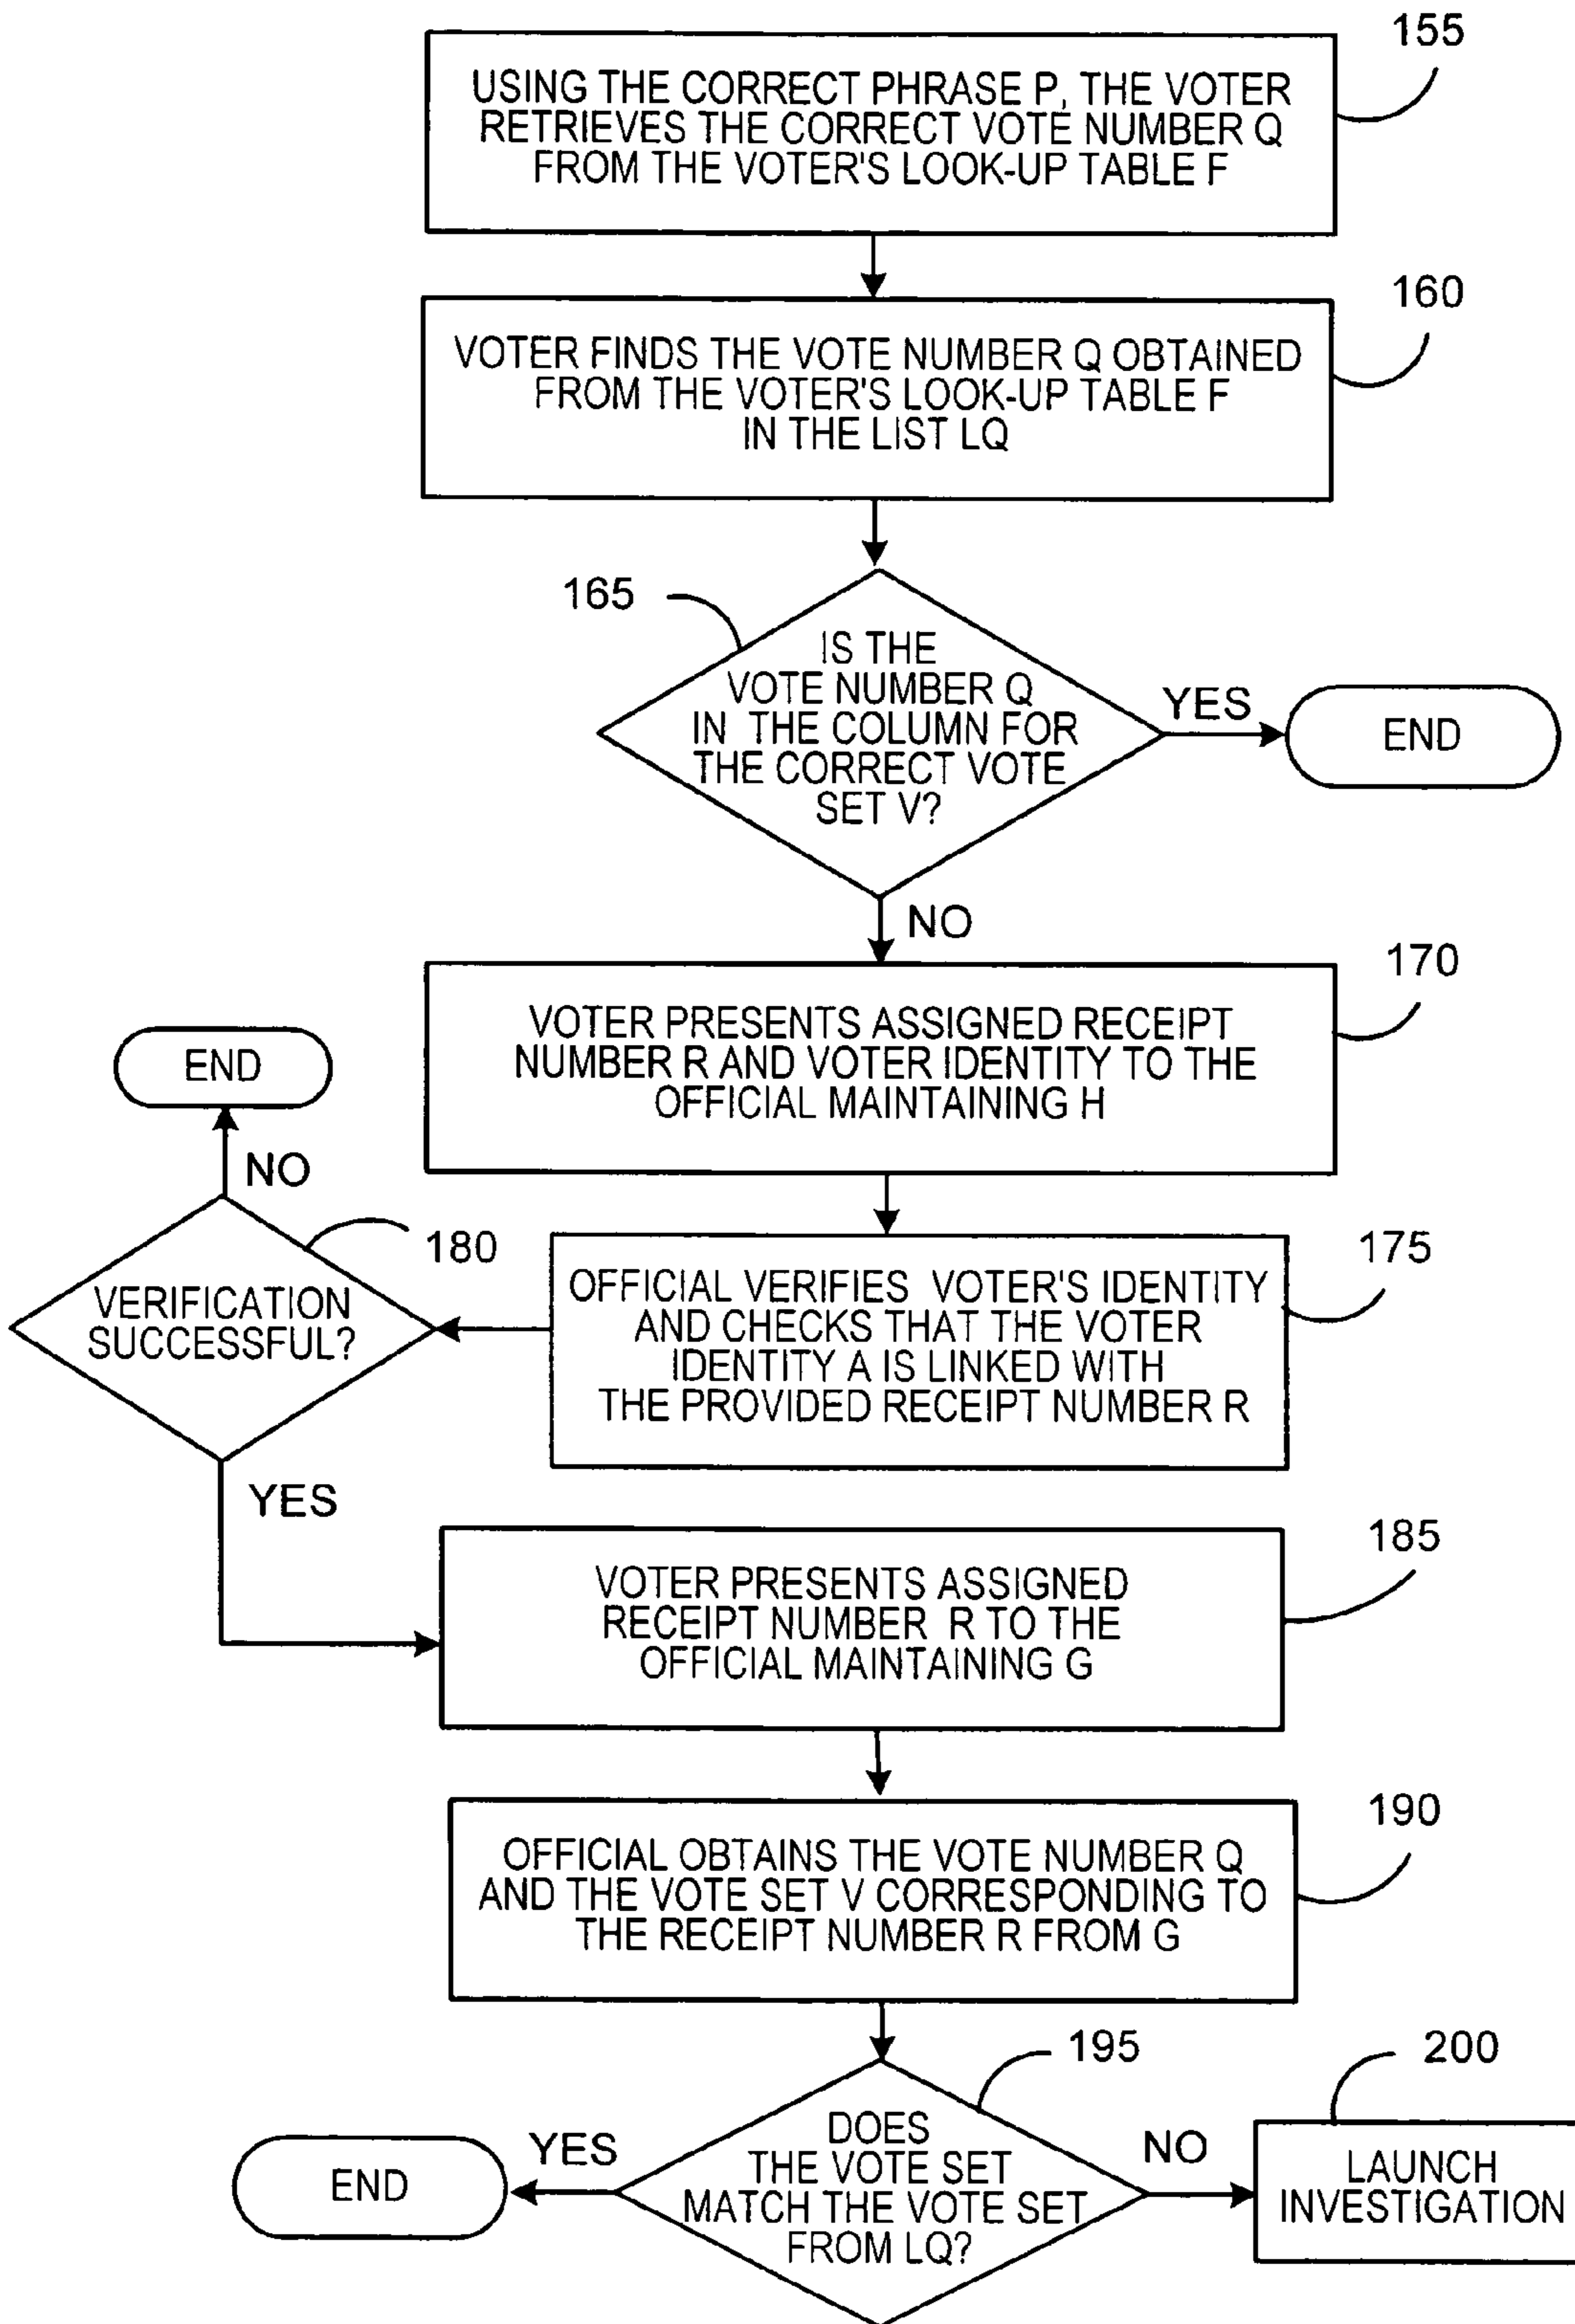 155
USING THE CORRECT PHRASE P, THE VOTER
RETRIEVES THE CORRECT VOTE NUMBER Q
FROM THE VOTER'S LOOK-UP TABLE F
160
VOTER FINDS THE VOTE NUMBER Q OBTAINED
FROM THE VOTER'S LOOK-UP TABLE F
IN THE LIST LQ
165
IS THE
VOTE NUMBER Q
IN THE COLUMN FOR
THE CORRECT VOTE
SET V?
YES
END
NO
170
VOTER PRESENTS ASSIGNED RECEIPT
NUMBER R AND VOTER IDENTITY TO THE
OFFICIAL MAINTAINING H
END
NO
180
VERIFICATION
SUCCESSFUL?
175
OFFICIAL VERIFIES VOTER'S IDENTITY
AND CHECKS THAT THE VOTER
IDENTITY A IS LINKED WITH
THE PROVIDED RECEIPT NUMBER R
YES
185
VOTER PRESENTS ASSIGNED
RECEIPT NUMBER R TO THE
OFFICIAL MAINTAINING G
190
OFFICIAL OBTAINS THE VOTE NUMBER Q
AND THE VOTE SET V CORRESPONDING TO
THE RECEIPT NUMBER R FROM G
195
200
DOES
THE VOTE SET
MATCH THE VOTE SET
FROM LQ?
YES
END
NO
LAUNCH
INVESTIGATION